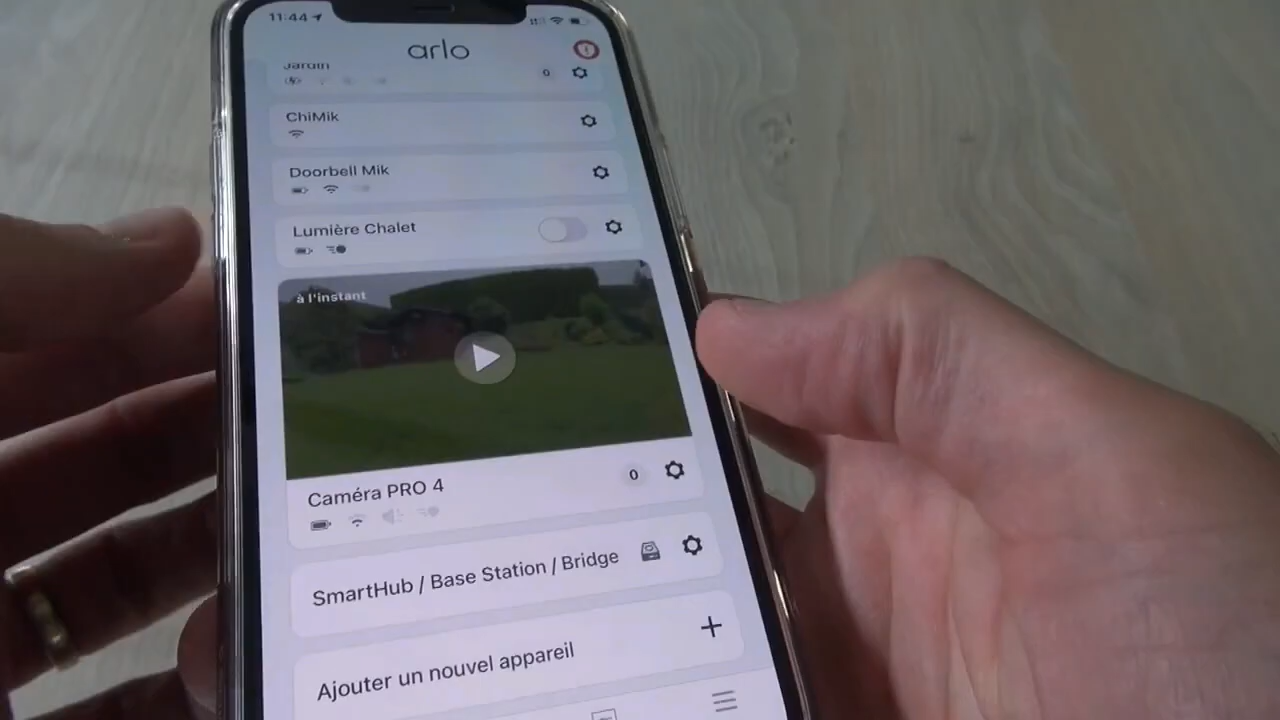 11:44
arlo
Jardin
0
ChiMik
Doorbell Mik
Lumière Chalet
à l'instant
Caméra PRO 4
0
SmartHub / Base Station / Bridge
Ajouter un nouvel appareil